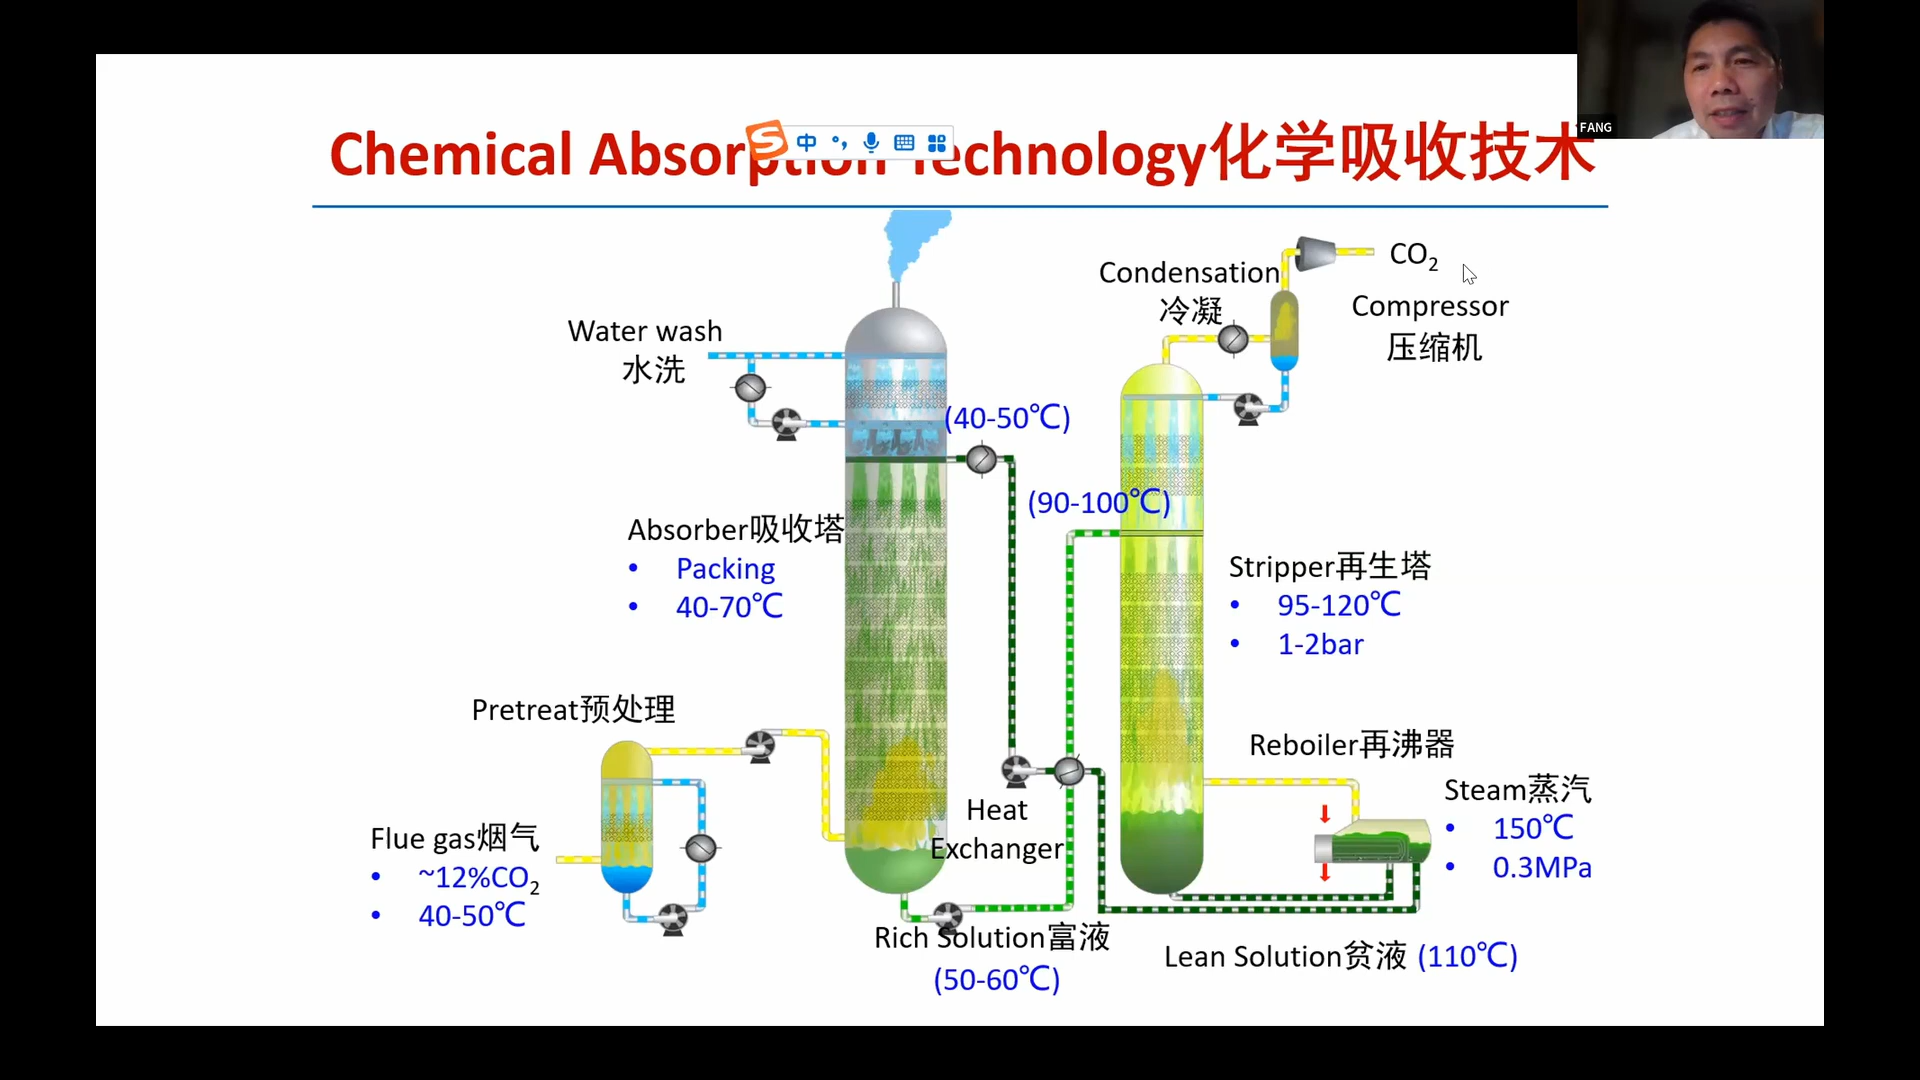 FANG
Chemical Absorption Technology化学吸收技术
中
CO2
Condensation
冷凝
Compressor
压缩机
Water wash
水洗
(40-50℃)
(90-100℃)
Absorber吸收塔
• Packing
• 40-70℃
Stripper再生塔
• 95-120℃
• 1-2bar
Pretreat预处理
Reboiler再沸器
Steam蒸汽
• 150℃
• 0.3MPa
Heat
Exchanger
Flue gas烟气
• ~12%CO2
• 40-50℃
Rich Solution富液
(50-60℃)
Lean Solution贫液 (110℃)